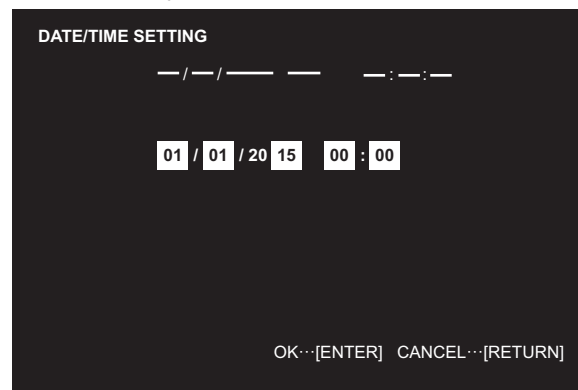 DATE/TIME SETTING
—/—/—— —— —:—:—
01 / 01 / 20 15 00 : 00
OK···[ENTER] CANCEL···[RETURN]